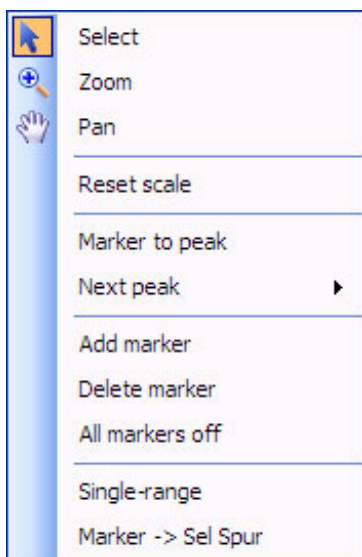 Select
Zoom
Pan
Reset scale
Marker to peak
Next peak
Add marker
Delete marker
All markers off
Single-range
Marker -> Sel Spur